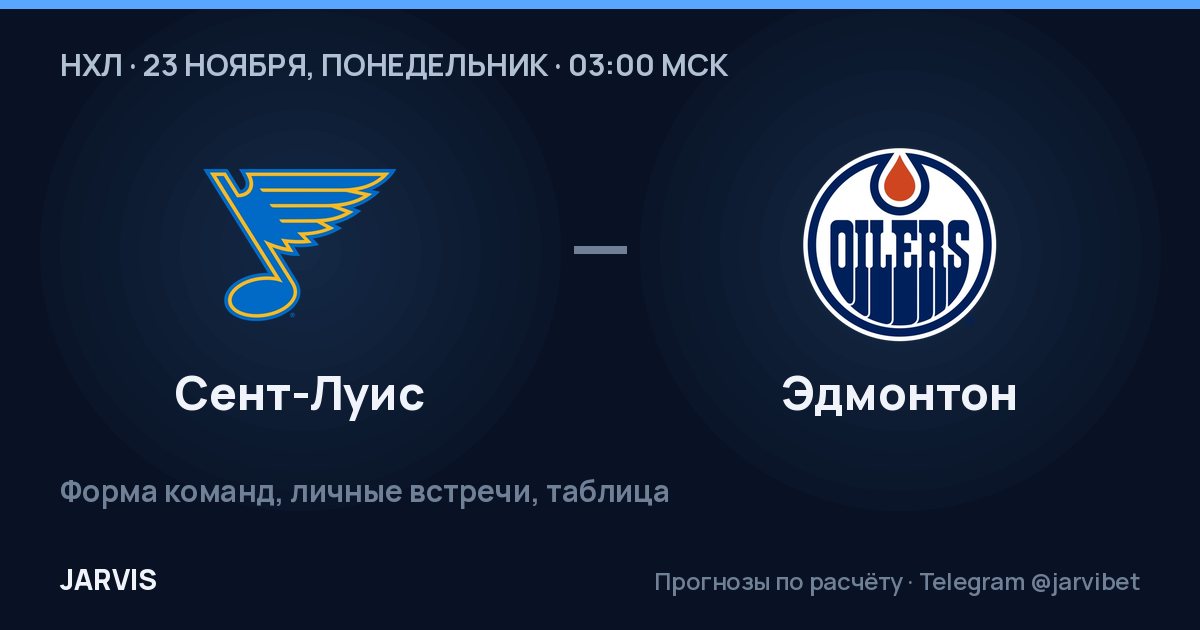 НХЛ · 23 НОЯБРЯ, ПОНЕДЕЛЬНИК · 03:00 МСК
OILERS
—
Сент-Луис
Эдмонтон
Форма команд, личные встречи, таблица
JARVIS
Прогнозы по расчёту · Telegram @jarvibet